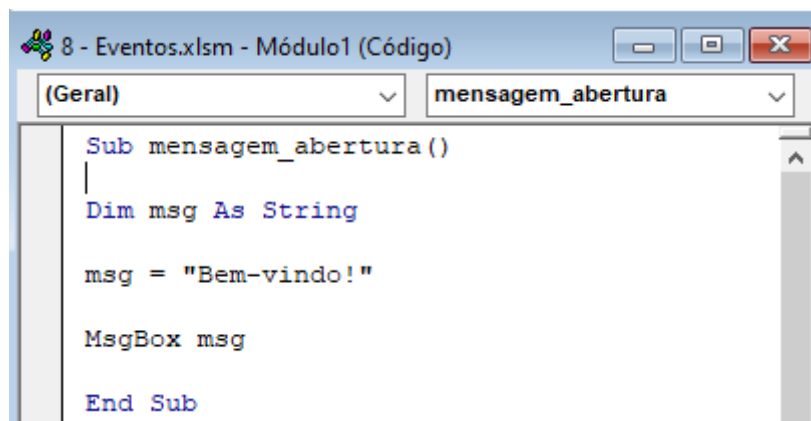 8 - Eventos.xlsm - Módulo1 (Código)
(Geral) mensagem_abertura
Sub mensagem_abertura()
Dim msg As String
msg = "Bem-vindo!"
MsgBox msg
End Sub